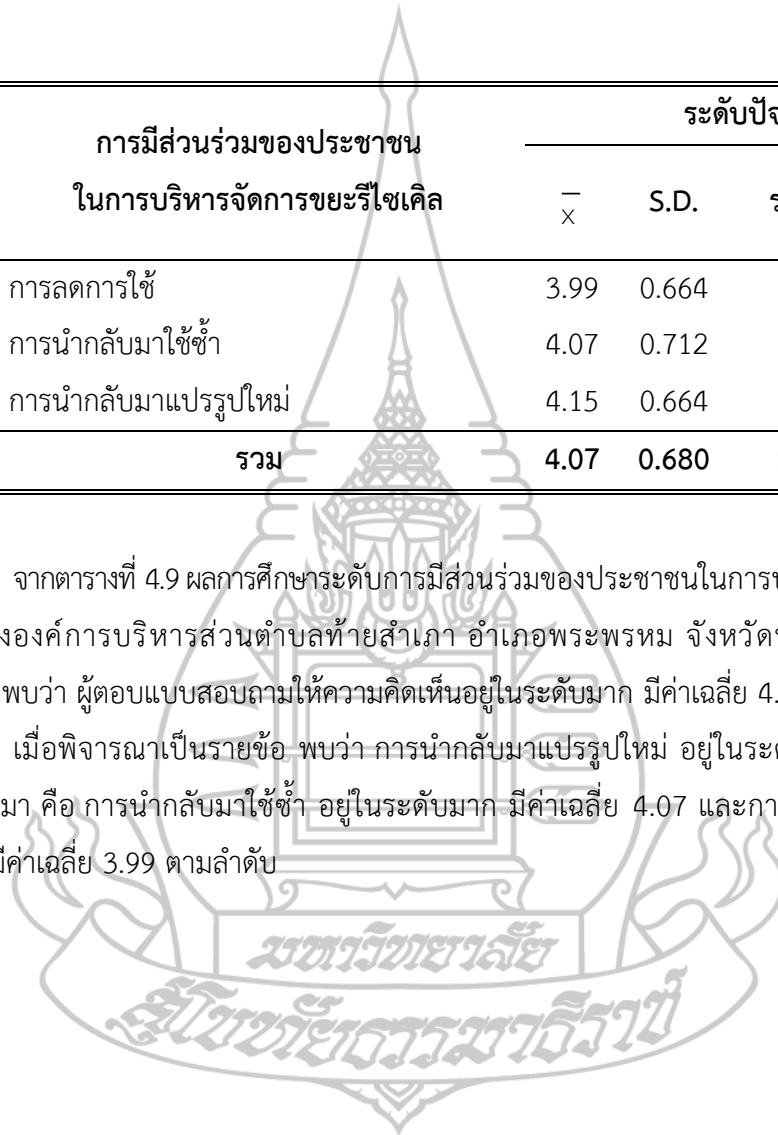 ระดับปัจ
การมีส่วนร่วมของประชาชน
ในการบริหารจัดการขยะรีไซเคิล
x̄ S.D. ร
การลดการใช้ 3.99 0.664
การนำกลับมาใช้ซ้ำ 4.07 0.712
การนำกลับมาแปรรูปใหม่ 4.15 0.664
รวม 4.07 0.680
จากตารางที่ 4.9 ผลการศึกษาระดับการมีส่วนร่วมของประชาชนในการบ
งองค์การบริหารส่วนตำบลท้ายสำเภา อำเภอพระพรหม จังหวัดน
พบว่า ผู้ตอบแบบสอบถามให้ความคิดเห็นอยู่ในระดับมาก มีค่าเฉลี่ย 4.
เมื่อพิจารณาเป็นรายข้อ พบว่า การนำกลับมาแปรรูปใหม่ อยู่ในระด
มา คือ การนำกลับมาใช้ซ้ำ อยู่ในระดับมาก มีค่าเฉลี่ย 4.07 และกา
มีค่าเฉลี่ย 3.99 ตามลำดับ
มหาวิทยาลัย
สุโขทัยธรรมาธิราช